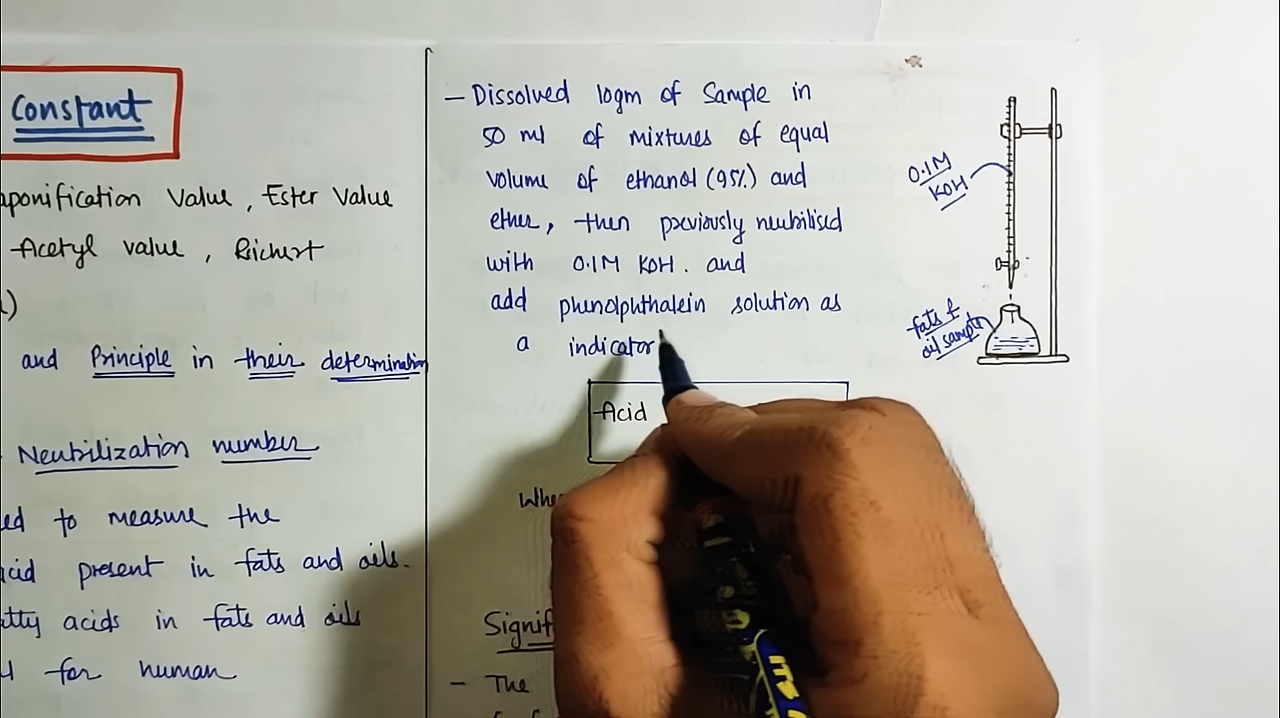 Constant
aponification Value, Ester Value
Acetyl value, Reichert
and Principle in their determination
Neutrilization number
ed to measure the
acid present in fats and oils.
atty acids in fats and oils
for human
- Dissolved 10gm of Sample in
50 ml of mixtures of equal
volume of ethanol (95%) and
ether, then previously neutrilised
with 0.1M KOH. and
add phenolphthalein solution as
a indicator
Acid
Whe
Signif
- The
0.1M
KOH
fats &
oil sample